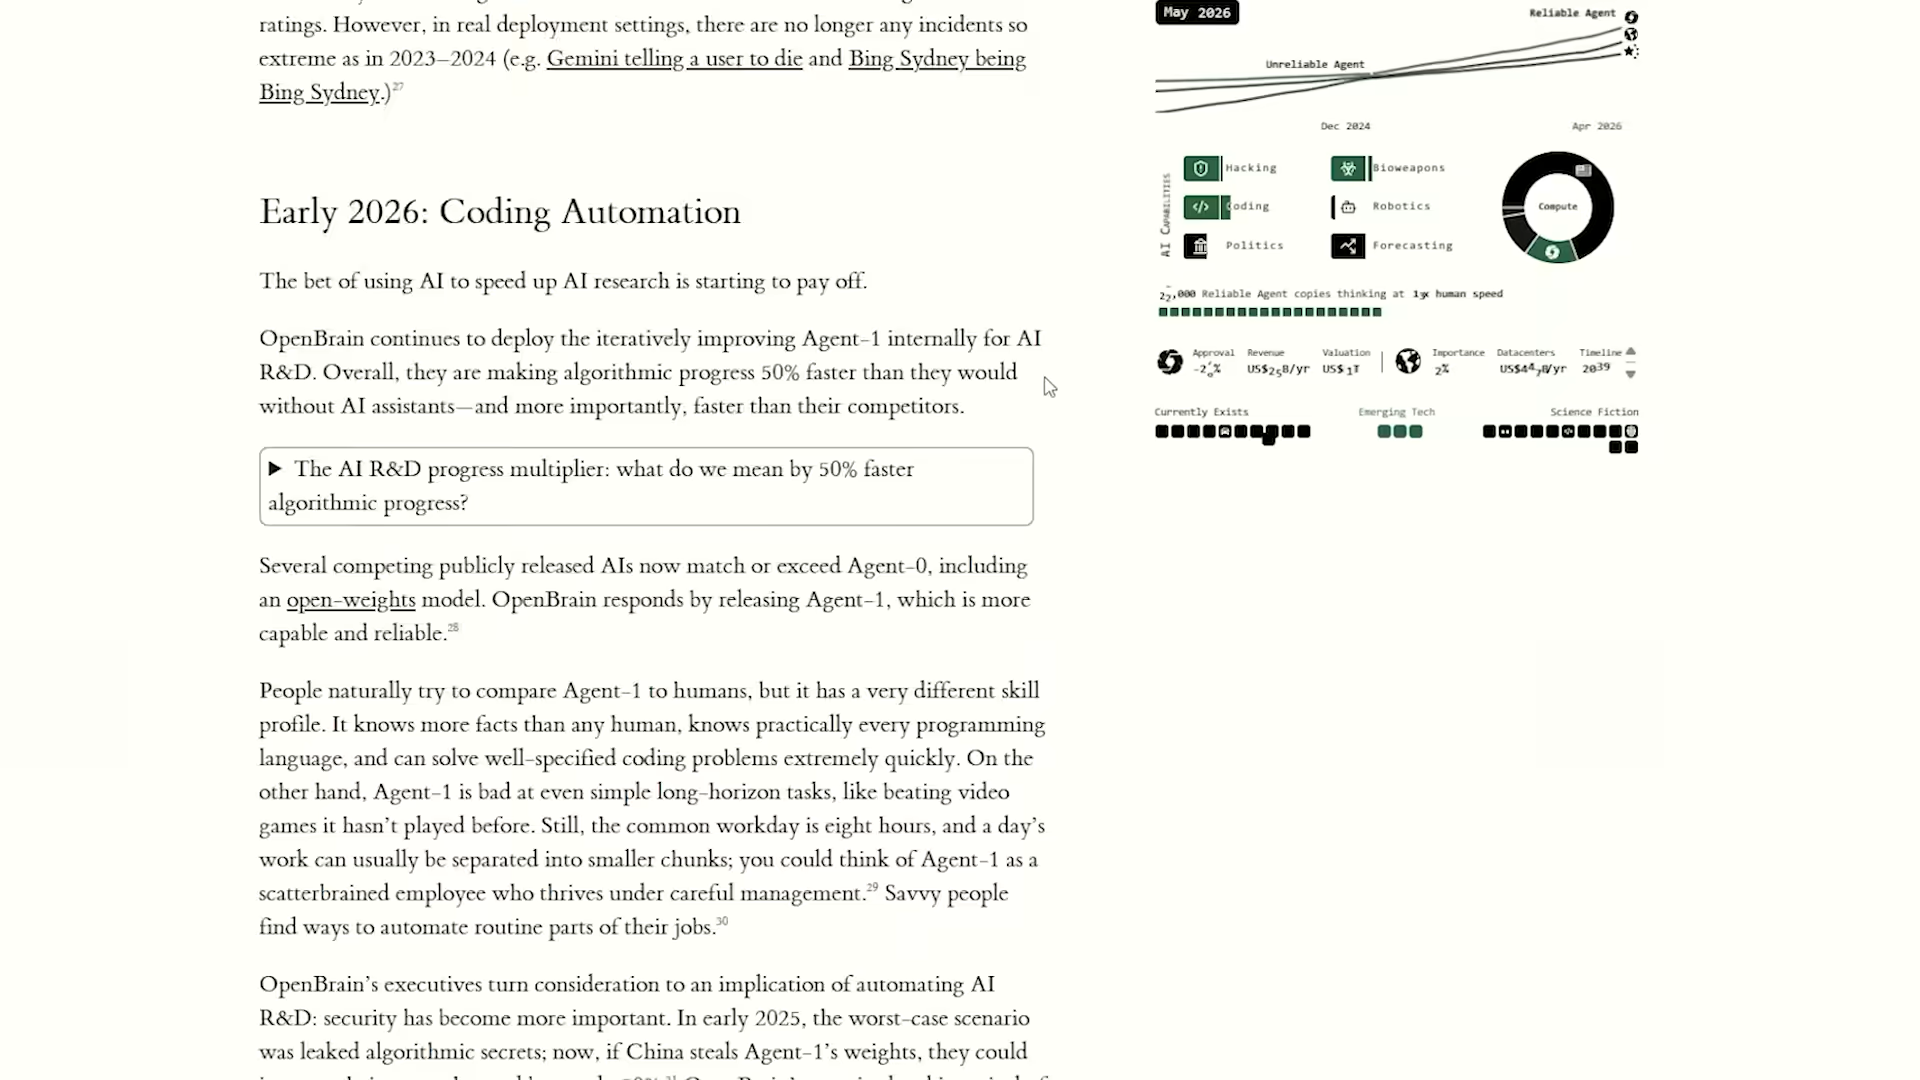 ratings. However, in real deployment settings, there are no longer any incidents so
extreme as in 2023–2024 (e.g. Gemini telling a user to die and Bing Sydney being
Bing Sydney.)27
Early 2026: Coding Automation
The bet of using AI to speed up AI research is starting to pay off.
OpenBrain continues to deploy the iteratively improving Agent-1 internally for AI
R&D. Overall, they are making algorithmic progress 50% faster than they would
without AI assistants—and more importantly, faster than their competitors.
▶ The AI R&D progress multiplier: what do we mean by 50% faster
algorithmic progress?
Several competing publicly released AIs now match or exceed Agent-0, including
an open-weights model. OpenBrain responds by releasing Agent-1, which is more
capable and reliable.28
People naturally try to compare Agent-1 to humans, but it has a very different skill
profile. It knows more facts than any human, knows practically every programming
language, and can solve well-specified coding problems extremely quickly. On the
other hand, Agent-1 is bad at even simple long-horizon tasks, like beating video
games it hasn't played before. Still, the common workday is eight hours, and a day's
work can usually be separated into smaller chunks; you could think of Agent-1 as a
scatterbrained employee who thrives under careful management.29 Savvy people
find ways to automate routine parts of their jobs.30
OpenBrain's executives turn consideration to an implication of automating AI
R&D: security has become more important. In early 2025, the worst-case scenario
was leaked algorithmic secrets; now, if China steals Agent-1's weights, they could
May 2026
Reliable Agent
Unreliable Agent
Dec 2024
Apr 2026
AI Capabilities
Hacking
Bioweapons
Coding
Robotics
Politics
Forecasting
Compute
Reliable Agent copies thinking at human speed
Approval
Revenue
Valuation
US$1T
Importance
2%
Datacenters
Timeline
2039
Currently Exists
Emerging Tech
Science Fiction